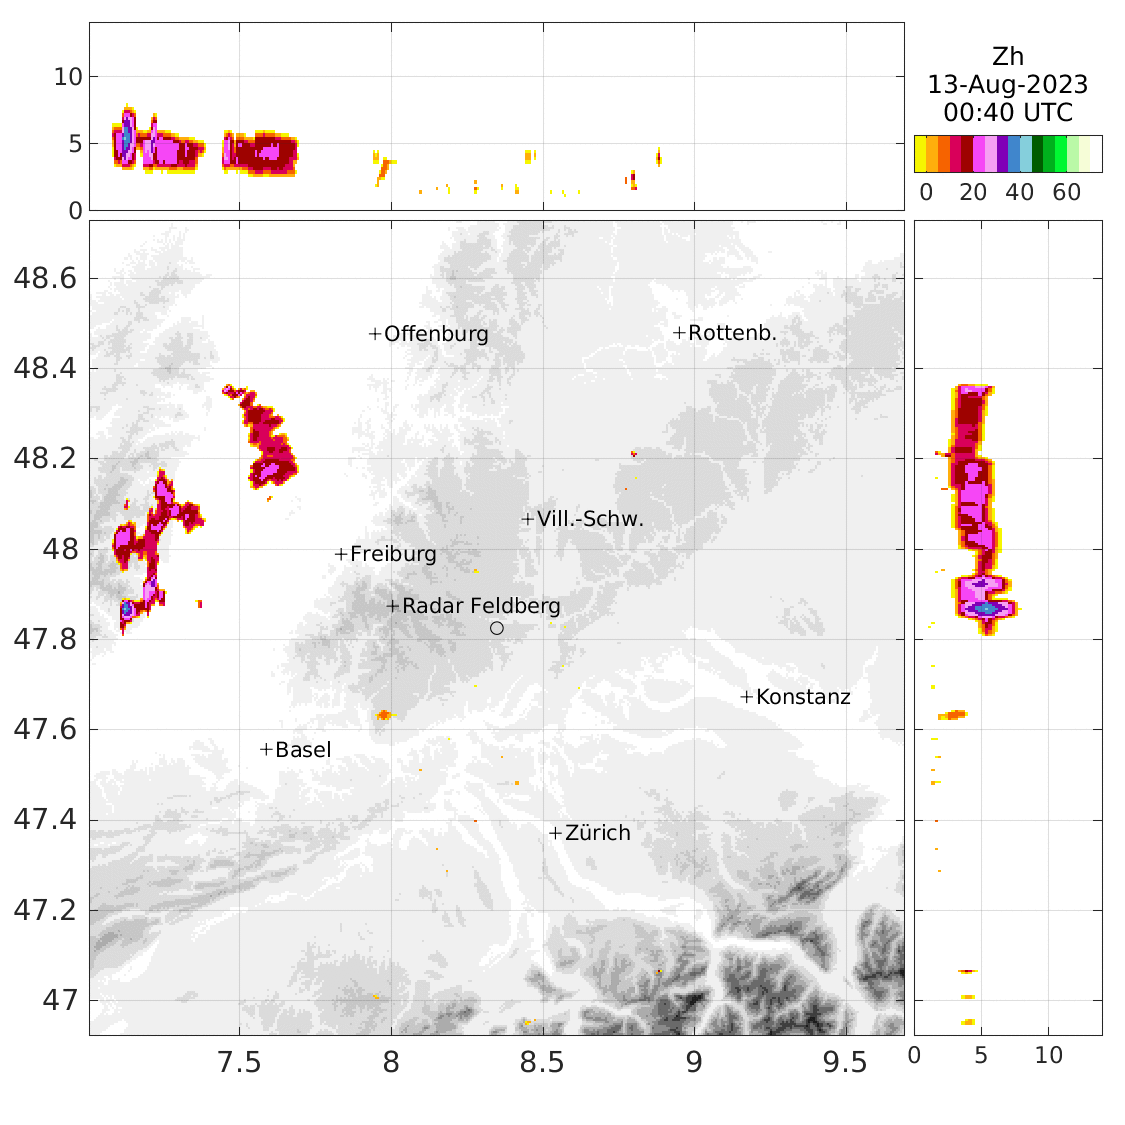 Zh
13-Aug-2023
00:40 UTC
0 20 40 60
10
5
0
48.6
48.4
48.2
48
47.8
47.6
47.4
47.2
47
+Offenburg
+Rottenb.
+Vill.-Schw.
+Freiburg
+Radar Feldberg
+Konstanz
+Basel
+Zürich
7.5 8 8.5 9 9.5
0 5 10